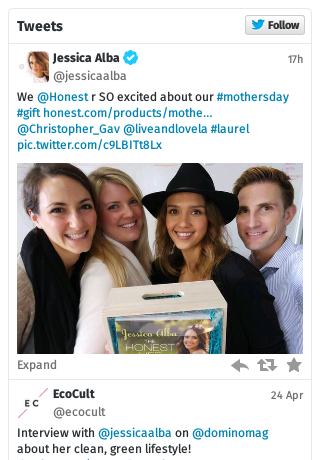 Tweets
Follow
Jessica Alba 17h
@jessicaalba
We @Honest r SO excited about our #mothersday
#gift honest.com/products/mothe...
@Christopher_Gav @liveandlovela #laurel
pic.twitter.com/c9LBITt8Lx
Jessica Alba
THE
HONEST
Expand
E C
EcoCult 24 Apr
@ecocult
Interview with @jessicaalba on @dominomag
about her clean, green lifestyle!